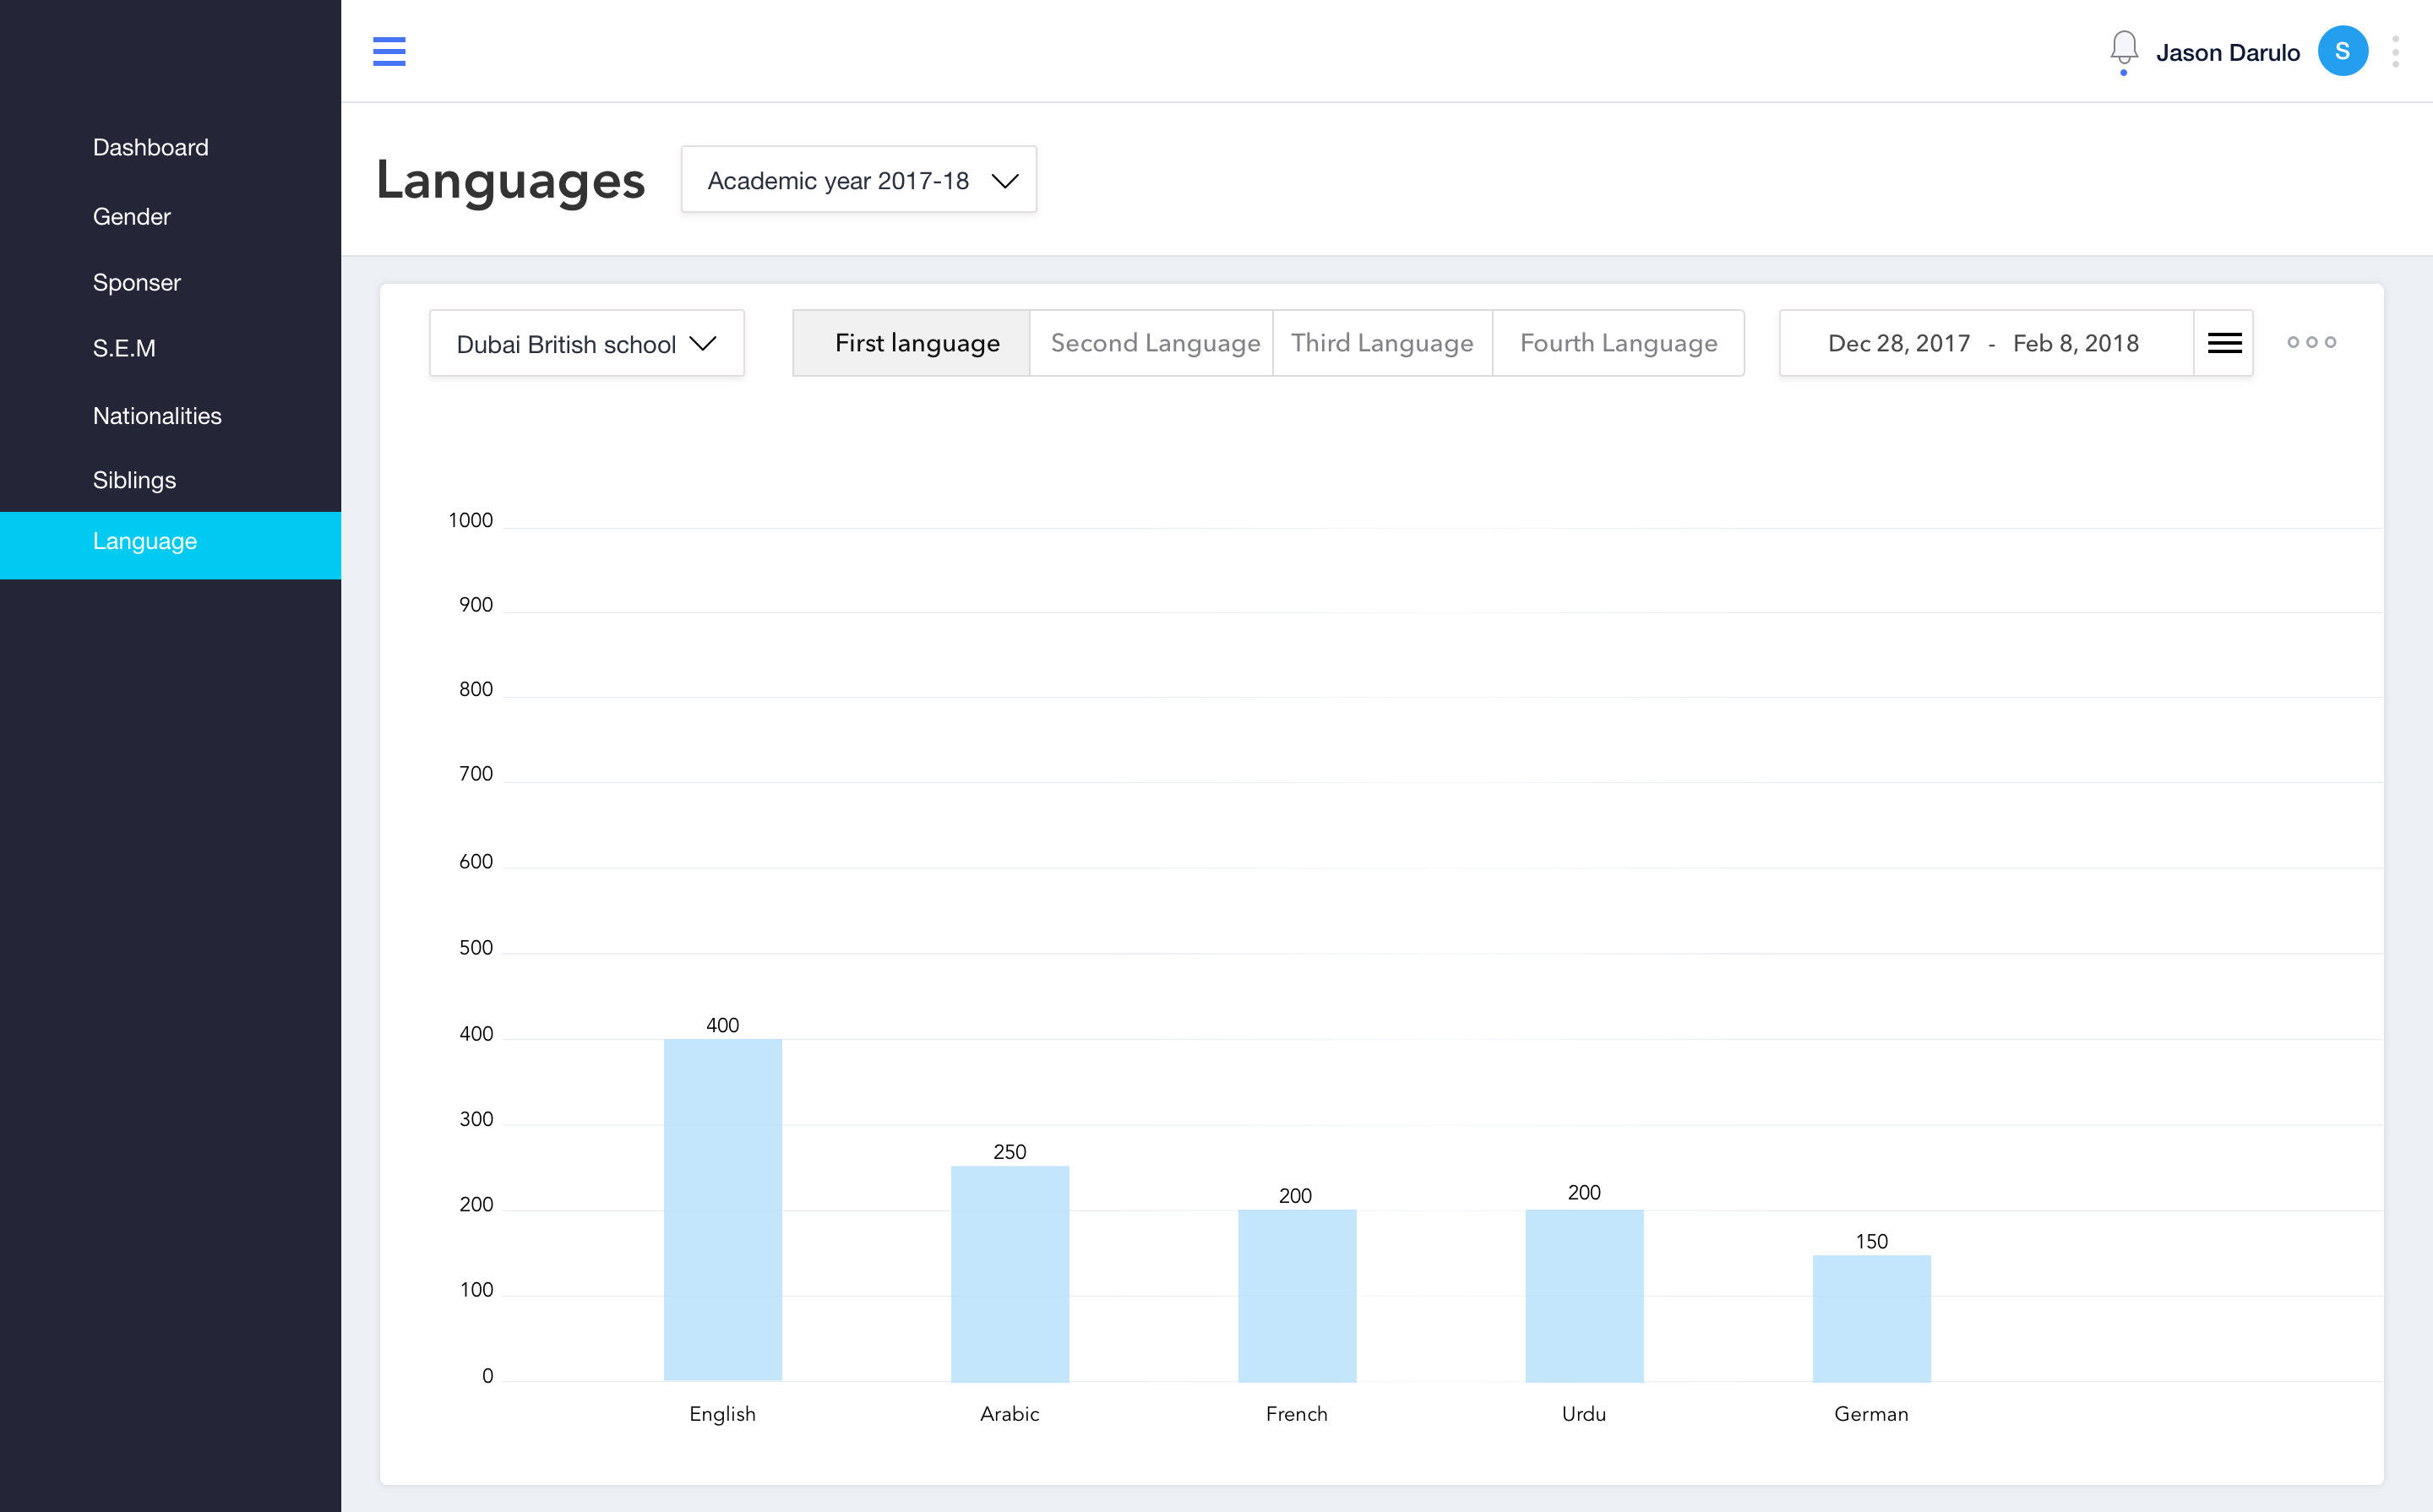 Jason Darulo
S
Dashboard
Gender
Sponser
S.E.M
Nationalities
Siblings
Language
Languages
Academic year 2017-18
Dubai British school
First language
Second Language
Third Language
Fourth Language
Dec 28, 2017 - Feb 8, 2018
1000
900
800
700
600
500
400
300
200
100
0
400
250
200
200
150
English
Arabic
French
Urdu
German